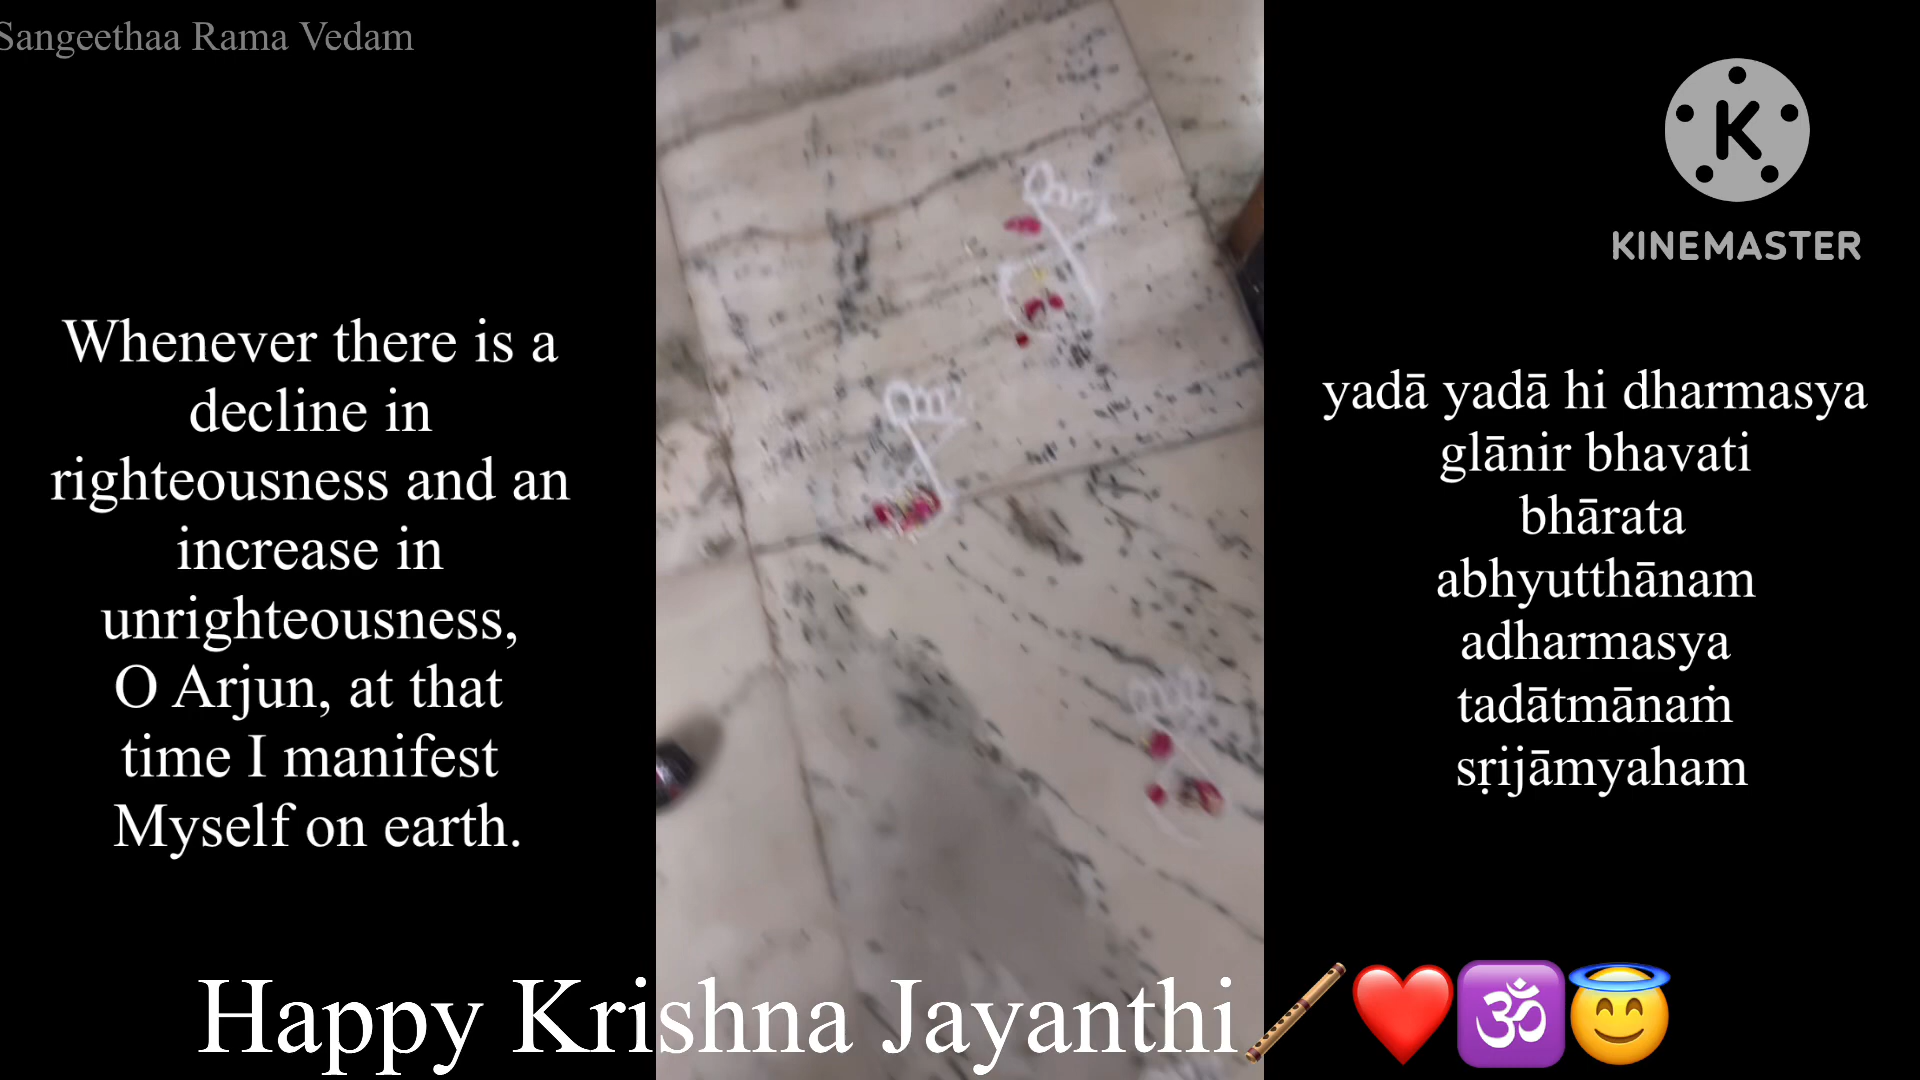 Sangeethaa Rama Vedam
K
KINEMASTER
Whenever there is a
decline in
righteousness and an
increase in
unrighteousness,
O Arjun, at that
time I manifest
Myself on earth.
yadā yadā hi dharmasya
glānir bhavati
bhārata
abhyutthānam
adharmasya
tadātmānaṁ
sṛijāmyaham
Happy Krishna Jayanthi🪈❤️🕉️😇